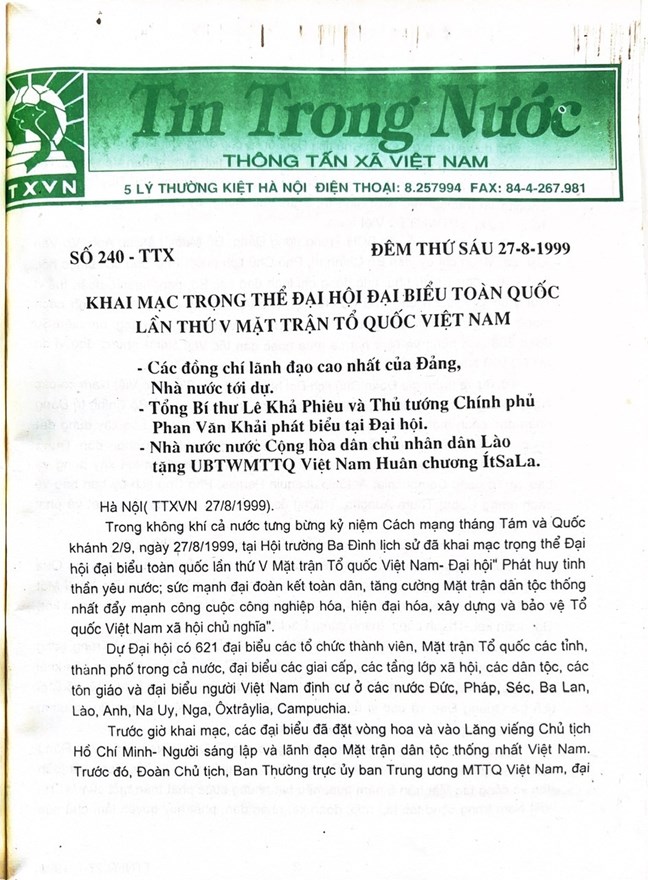 Tin Trong Nước
THÔNG TẤN XÃ VIỆT NAM
TXVN
5 LÝ THƯỜNG KIỆT HÀ NỘI ĐIỆN THOẠI: 8.257994 FAX: 84-4-267.981
SỐ 240 - TTX ĐÊM THỨ SÁU 27-8-1999
KHAI MẠC TRỌNG THỂ ĐẠI HỘI ĐẠI BIỂU TOÀN QUỐC
LẦN THỨ V MẶT TRẬN TỔ QUỐC VIỆT NAM
- Các đồng chí lãnh đạo cao nhất của Đảng,
Nhà nước tới dự.
- Tổng Bí thư Lê Khả Phiêu và Thủ tướng Chính phủ
Phan Văn Khải phát biểu tại Đại hội.
- Nhà nước nước Cộng hòa dân chủ nhân dân Lào
tặng UBTWMTTQ Việt Nam Huân chương ÍtSaLa.
Hà Nội( TTXVN 27/8/1999).
Trong không khí cả nước tưng bừng kỷ niệm Cách mạng tháng Tám và Quốc
khánh 2/9, ngày 27/8/1999, tại Hội trường Ba Đình lịch sử đã khai mạc trọng thể Đại
hội đại biểu toàn quốc lần thứ V Mặt trận Tổ quốc Việt Nam- Đại hội" Phát huy tinh
thần yêu nước; sức mạnh đại đoàn kết toàn dân, tăng cường Mặt trận dân tộc thống
nhất đẩy mạnh công cuộc công nghiệp hóa, hiện đại hóa, xây dựng và bảo vệ Tổ
quốc Việt Nam xã hội chủ nghĩa".
Dự Đại hội có 621 đại biểu các tổ chức thành viên, Mặt trận Tổ quốc các tỉnh,
thành phố trong cả nước, đại biểu các giai cấp, các tầng lớp xã hội, các dân tộc, các
tôn giáo và đại biểu người Việt Nam định cư ở các nước Đức, Pháp, Séc, Ba Lan,
Lào, Anh, Na Uy, Nga, Ôxtrâylia, Campuchia.
Trước giờ khai mạc, các đại biểu đã đặt vòng hoa và vào Lăng viếng Chủ tịch
Hồ Chí Minh- Người sáng lập và lãnh đạo Mặt trận dân tộc thống nhất Việt Nam.
Trước đó, Đoàn Chủ tịch, Ban Thường trực ủy ban Trung ương MTTQ Việt Nam, đại